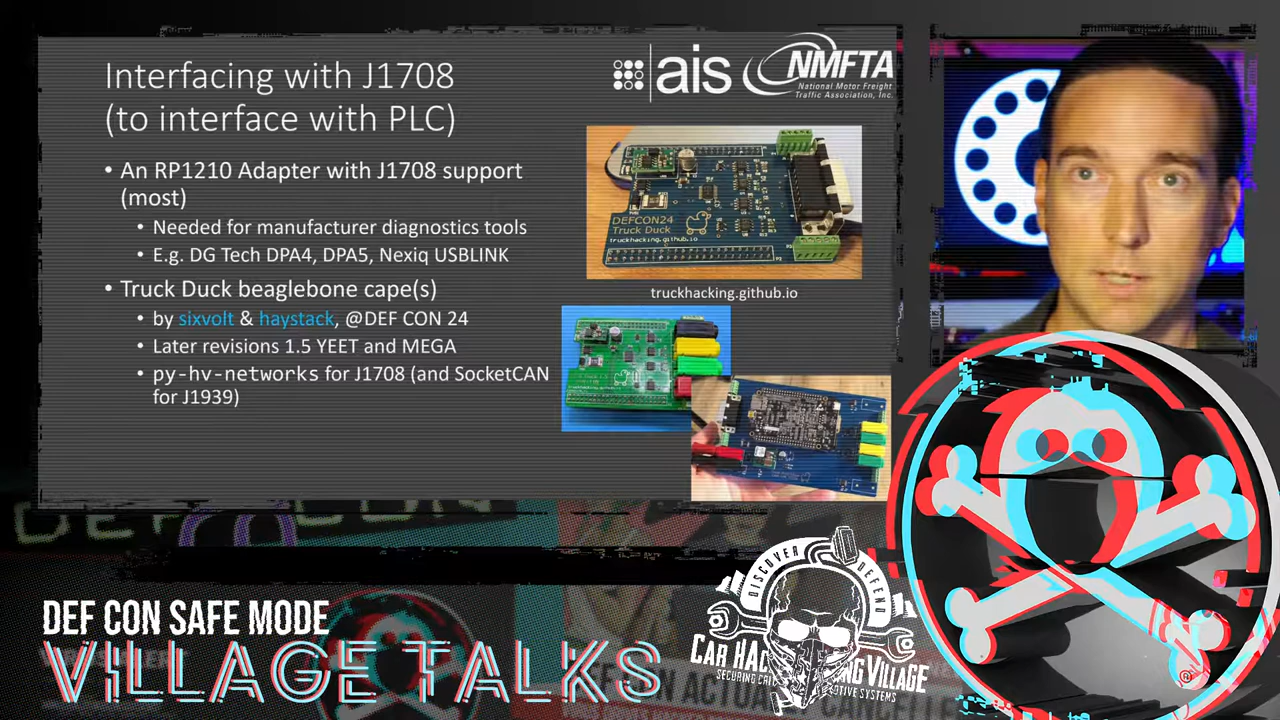 Interfacing with J1708
(to interface with PLC)
ais
NMFTA
National Motor Freight
Traffic Association, Inc.
• An RP1210 Adapter with J1708 support
(most)
• Needed for manufacturer diagnostics tools
• E.g. DG Tech DPA4, DPA5, Nexiq USBLINK
• Truck Duck beaglebone cape(s)
• by sixvolt & haystack, @DEF CON 24
• Later revisions 1.5 YEET and MEGA
• py-hv-networks for J1708 (and SocketCAN
for J1939)
DEFCON24
Truck Duck
truckhacking.github.io
truckhacking.github.io
DEF CON
DEF CON SAFE MODE
VILLAGE TALKS
DISCOVER
DEFEND
CAR HACKING VILLAGE
®